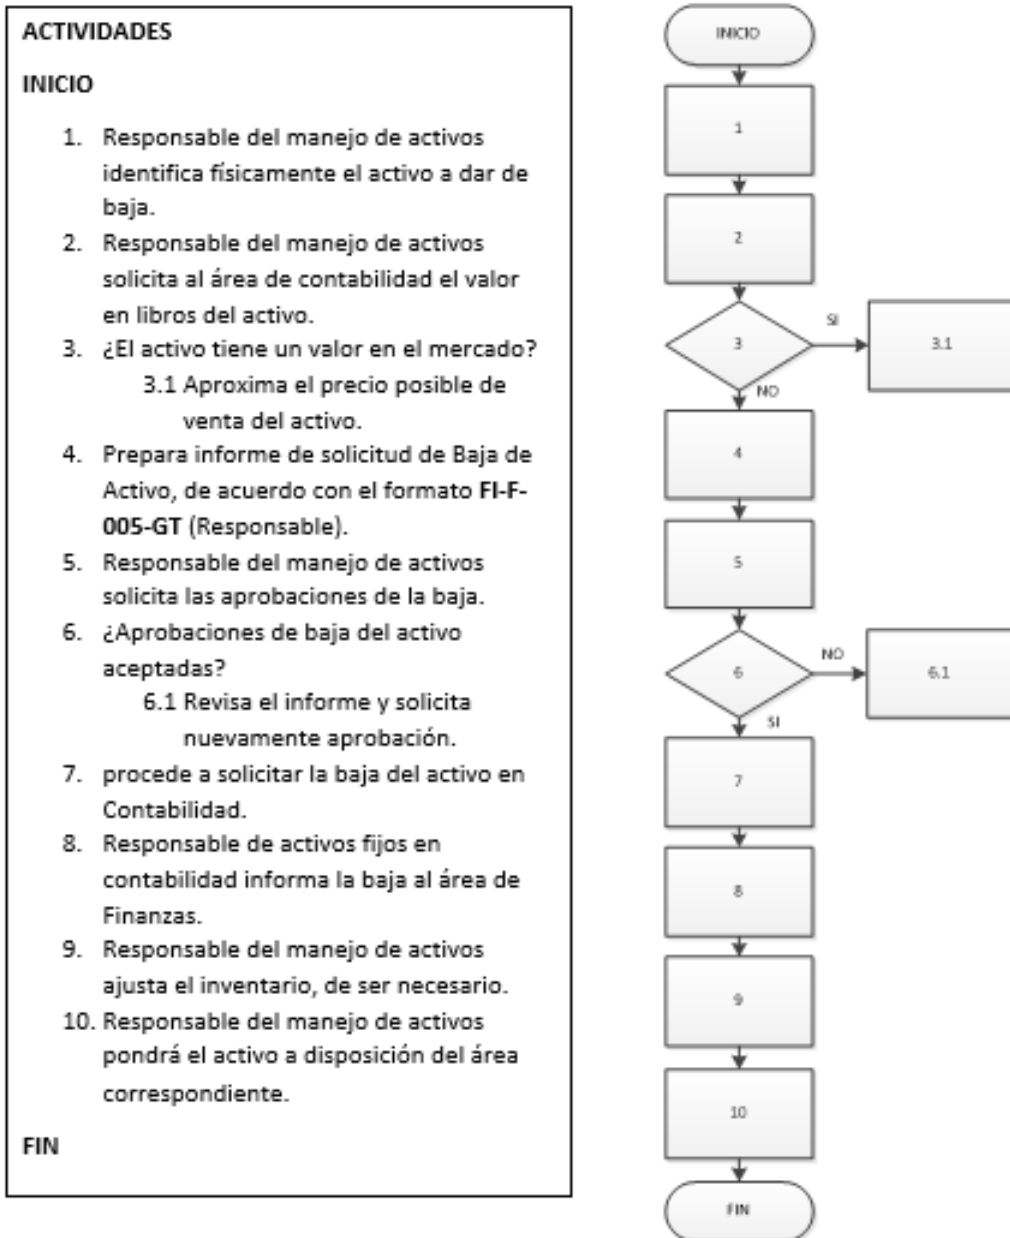 ACTIVIDADES
INICIO
1. Responsable del manejo de activos
identifica físicamente el activo a dar de
baja.
2. Responsable del manejo de activos
solicita al área de contabilidad el valor
en libros del activo.
3. ¿El activo tiene un valor en el mercado?
3.1 Aproxima el precio posible de
venta del activo.
4. Prepara informe de solicitud de Baja de
Activo, de acuerdo con el formato FI-F-
005-GT (Responsable).
5. Responsable del manejo de activos
solicita las aprobaciones de la baja.
6. ¿Aprobaciones de baja del activo
aceptadas?
6.1 Revisa el informe y solicita
nuevamente aprobación.
7. procede a solicitar la baja del activo en
Contabilidad.
8. Responsable de activos fijos en
contabilidad informa la baja al área de
Finanzas.
9. Responsable del manejo de activos
ajusta el inventario, de ser necesario.
10. Responsable del manejo de activos
pondrá el activo a disposición del área
correspondiente.
FIN
INICIO
1
2
3
SI
3.1
NO
4
5
6
NO
6.1
SI
7
8
9
10
FIN